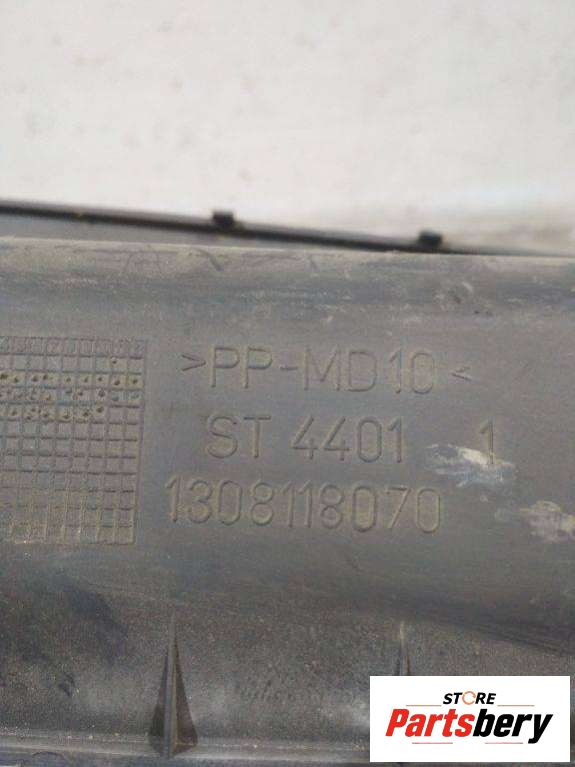 >PP-MD10<
ST 4401 1
1308118070
STORE
Partsbery